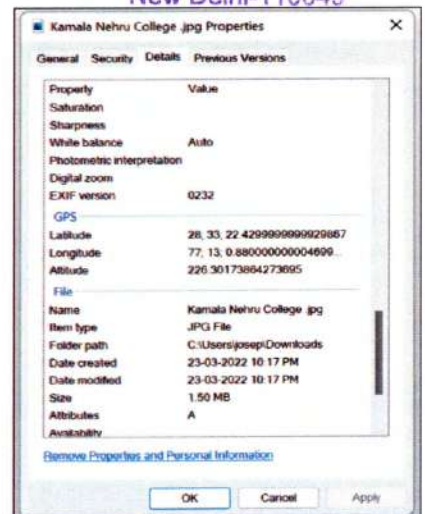 New Delhi-110049
Kamala Nehru College .jpg Properties
General Security Details Previous Versions
Property Value
Saturation
Sharpness
White balance Auto
Photometric interpretation
Digital zoom
EXIF version 0232
GPS
Latitude 28; 33; 22.4299999999929867
Longitude 77; 13; 0.880000000004699...
Altitude 226.30173864273695
File
Name Kamala Nehru College .jpg
Item type JPG File
Folder path C:\Users\josep\Downloads
Date created 23-03-2022 10:17 PM
Date modified 23-03-2022 10:17 PM
Size 1.50 MB
Attributes A
Availability
Remove Properties and Personal Information
OK Cancel Apply